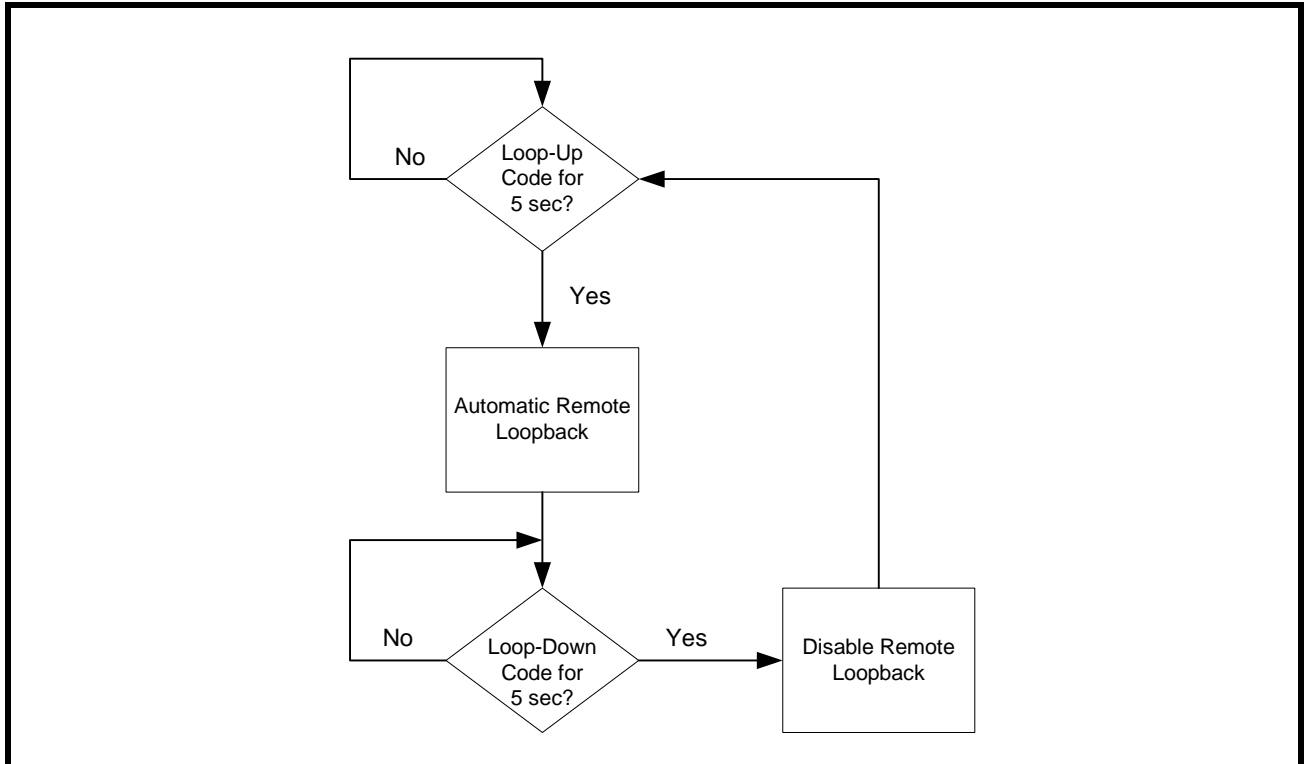 No
Loop-Up
Code for
5 sec?
Yes
Automatic Remote
Loopback
No
Loop-Down
Code for
5 sec?
Yes
Disable Remote
Loopback